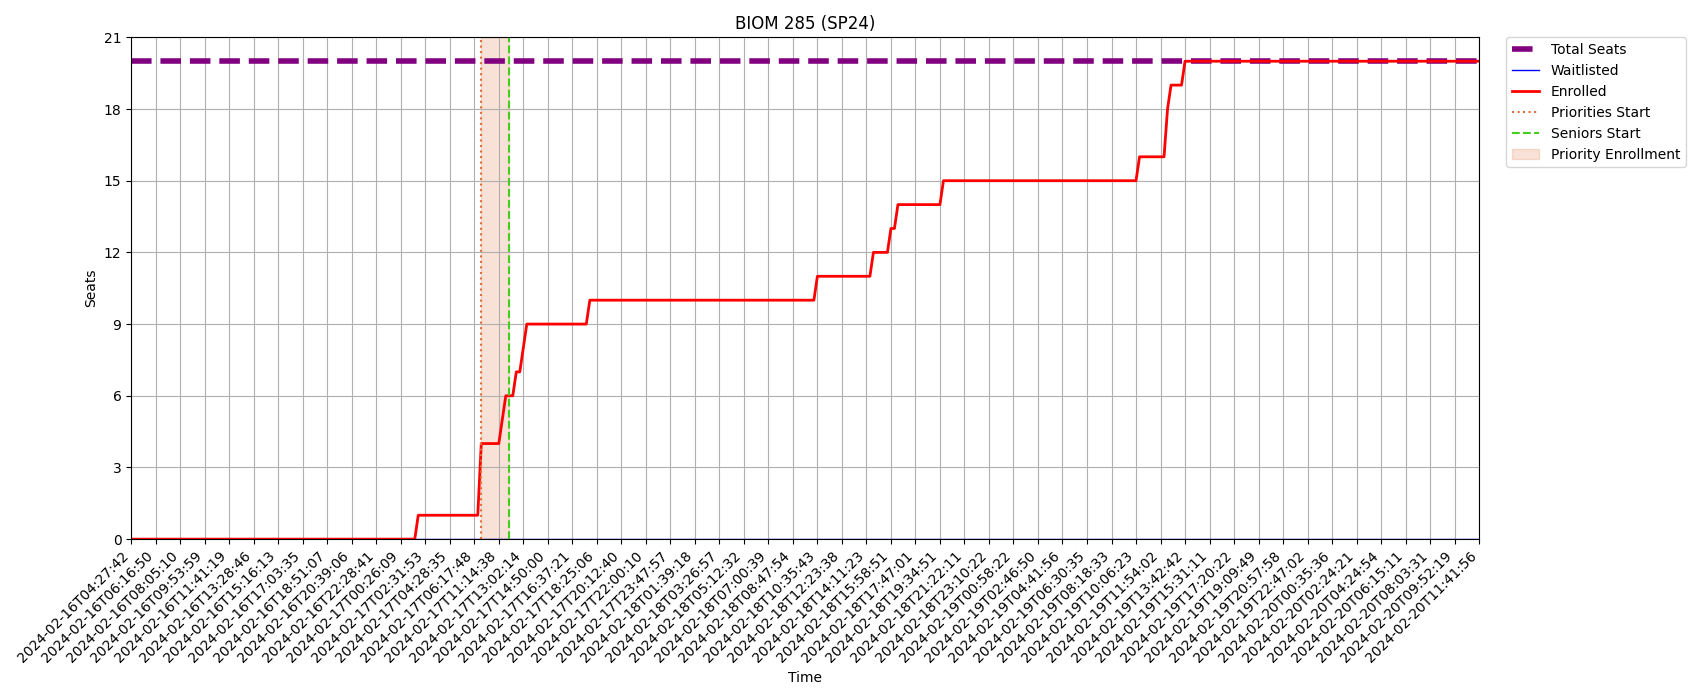 BIOM 285 (SP24)
Total Seats
Waitlisted
Enrolled
Priorities Start
Seniors Start
Priority Enrollment
Seats
21
18
15
12
9
6
3
0
2024-02-16T04:27:42
2024-02-16T06:16:50
2024-02-16T08:05:10
2024-02-16T09:53:59
2024-02-16T11:41:19
2024-02-16T13:28:46
2024-02-16T15:16:13
2024-02-16T17:03:35
2024-02-16T18:51:07
2024-02-16T20:39:06
2024-02-16T22:28:41
2024-02-17T00:26:09
2024-02-17T02:31:53
2024-02-17T04:28:35
2024-02-17T06:17:48
2024-02-17T11:14:38
2024-02-17T13:02:14
2024-02-17T14:50:00
2024-02-17T16:37:21
2024-02-17T18:25:06
2024-02-17T20:12:40
2024-02-17T22:00:10
2024-02-17T23:47:57
2024-02-18T01:39:18
2024-02-18T03:26:57
2024-02-18T05:12:32
2024-02-18T07:00:39
2024-02-18T08:47:54
2024-02-18T10:35:43
2024-02-18T12:23:38
2024-02-18T14:11:23
2024-02-18T15:58:51
2024-02-18T17:47:01
2024-02-18T19:34:51
2024-02-18T21:22:11
2024-02-18T23:10:22
2024-02-19T00:58:22
2024-02-19T02:46:50
2024-02-19T04:41:56
2024-02-19T06:30:35
2024-02-19T08:18:33
2024-02-19T10:06:23
2024-02-19T11:54:02
2024-02-19T13:42:42
2024-02-19T15:31:11
2024-02-19T17:20:22
2024-02-19T19:09:49
2024-02-19T20:57:58
2024-02-19T22:47:02
2024-02-20T00:35:36
2024-02-20T02:24:21
2024-02-20T04:24:54
2024-02-20T06:15:11
2024-02-20T08:03:31
2024-02-20T09:52:19
2024-02-20T11:41:56
Time